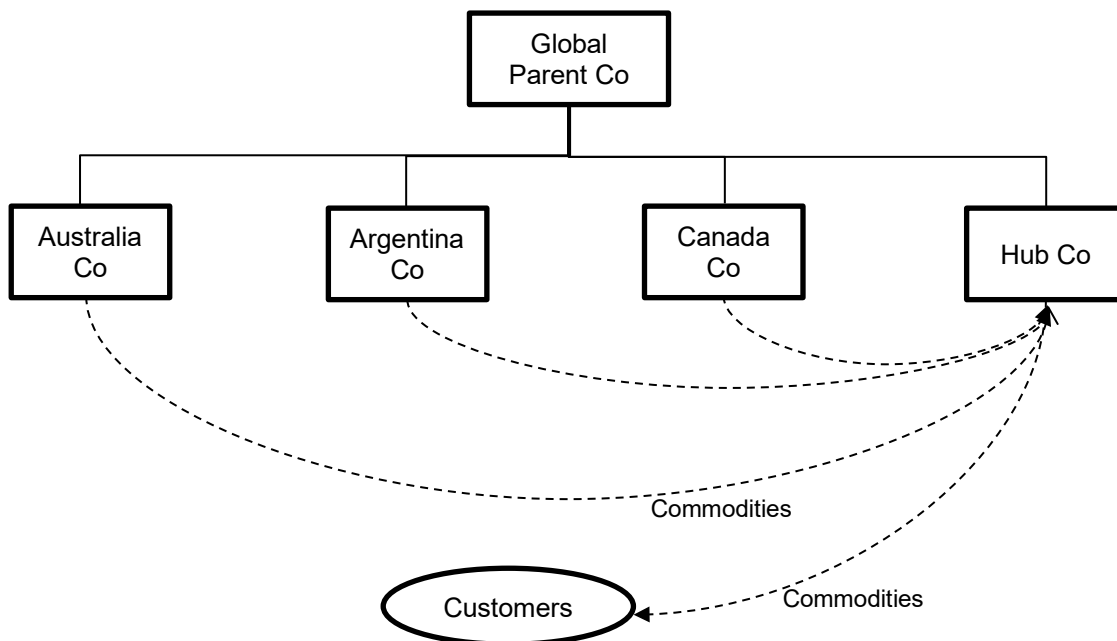 Global
Parent Co
Australia
Co
Argentina
Co
Canada
Co
Hub Co
Commodities
Commodities
Customers